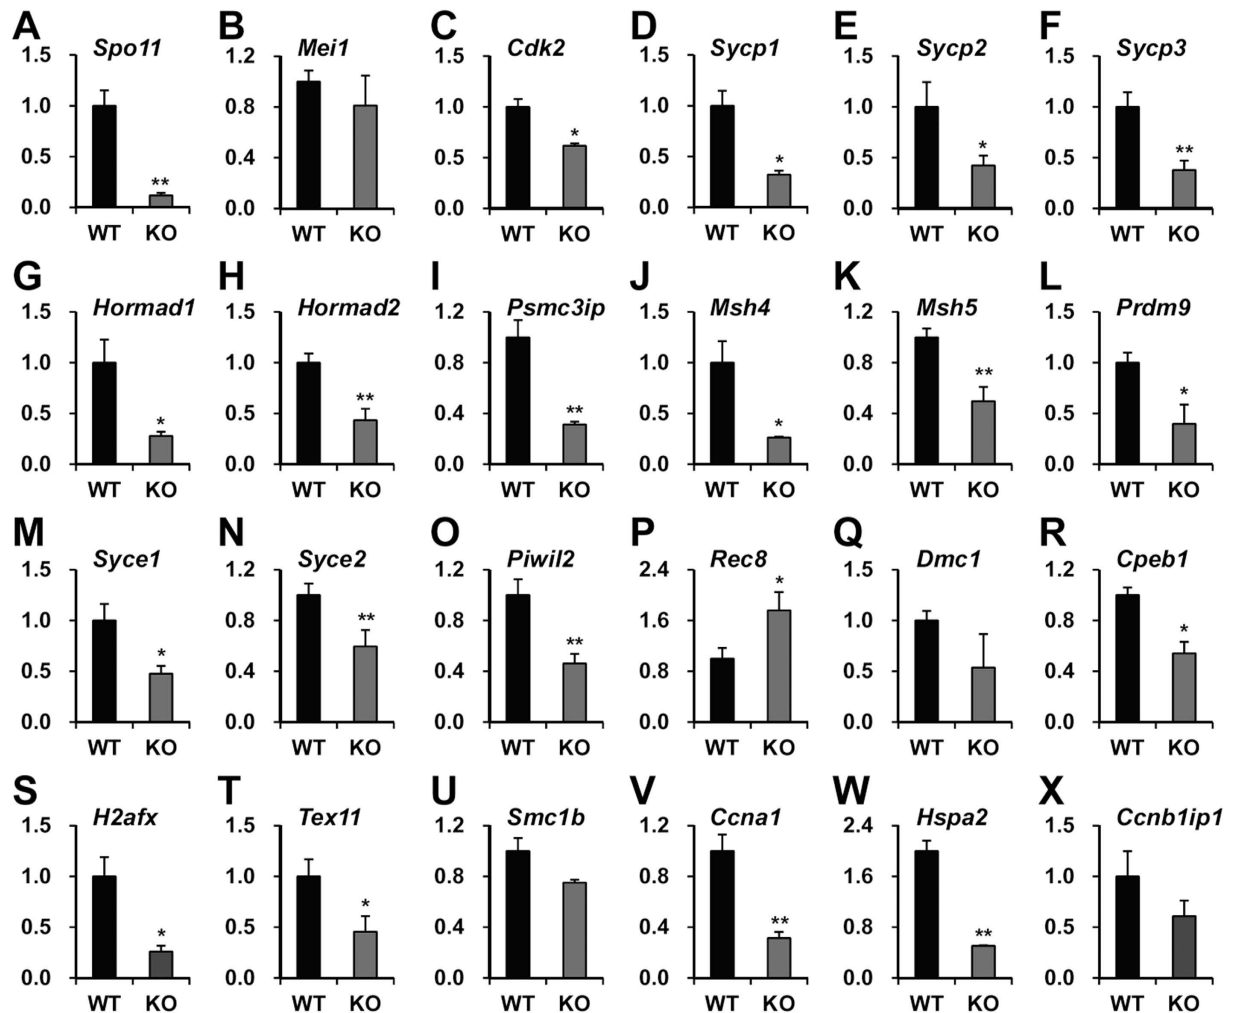 A B C D E F
Spo11 Mei1 Cdk2 Sycp1 Sycp2 Sycp3
1.5 1.2 1.5 1.5 1.5 1.5
1.0 0.8 1.0 1.0 1.0 1.0
** * * * **
0.5 0.4 0.5 0.5 0.5 0.5
0.0 0.0 0.0 0.0 0.0 0.0
WT KO WT KO WT KO WT KO WT KO WT KO
G H I J K L
Hormad1 Hormad2 Psmc3ip Msh4 Msh5 Prdm9
1.5 1.5 1.2 1.5 1.2 1.5
1.0 1.0 0.8 1.0 0.8 1.0
* ** ** * ** *
0.5 0.5 0.4 0.5 0.4 0.5
0.0 0.0 0.0 0.0 0.0 0.0
WT KO WT KO WT KO WT KO WT KO WT KO
M N O P Q R
Syce1 Syce2 Piwil2 Rec8 Dmc1 Cpeb1
1.5 1.2 1.2 2.4 1.5 1.2
1.0 0.8 0.8 1.6 1.0 0.8
* ** ** * *
0.5 0.4 0.4 0.8 0.5 0.4
0.0 0.0 0.0 0.0 0.0 0.0
WT KO WT KO WT KO WT KO WT KO WT KO
S T U V W X
H2afx Tex11 Smc1b Ccna1 Hspa2 Ccnb1ip1
1.5 1.5 1.2 1.2 2.4 1.5
1.0 1.0 0.8 0.8 1.6 1.0
* * ** **
0.5 0.5 0.4 0.4 0.8 0.5
0.0 0.0 0.0 0.0 0.0 0.0
WT KO WT KO WT KO WT KO WT KO WT KO